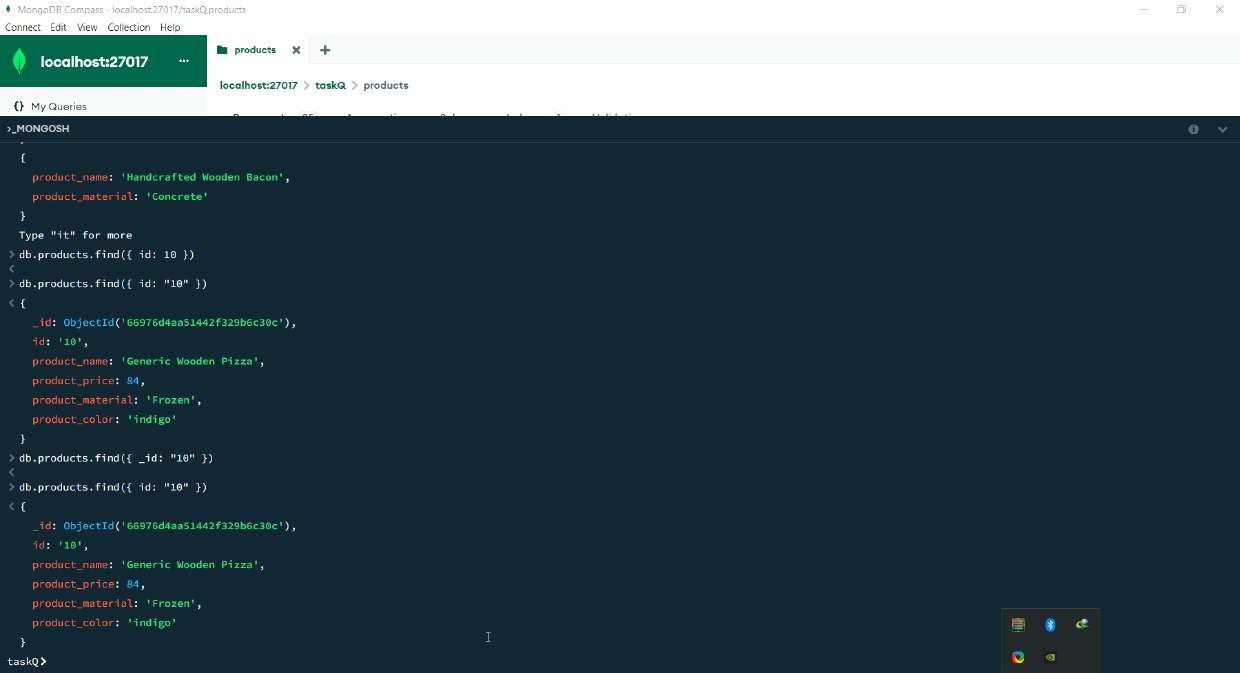 MongoDB Compass - localhost:27017/taskQ.products
Connect Edit View Collection Help
localhost:27017 ...
products
localhost:27017 > taskQ > products
{} My Queries
>_MONGOSH
{
product_name: 'Handcrafted Wooden Bacon',
product_material: 'Concrete'
}
Type "it" for more
> db.products.find({ id: 10 })
<
> db.products.find({ id: "10" })
< {
_id: ObjectId('66976d4aa51442f329b6c30c'),
id: '10',
product_name: 'Generic Wooden Pizza',
product_price: 84,
product_material: 'Frozen',
product_color: 'indigo'
}
> db.products.find({ _id: "10" })
<
> db.products.find({ id: "10" })
< {
_id: ObjectId('66976d4aa51442f329b6c30c'),
id: '10',
product_name: 'Generic Wooden Pizza',
product_price: 84,
product_material: 'Frozen',
product_color: 'indigo'
}
taskQ>